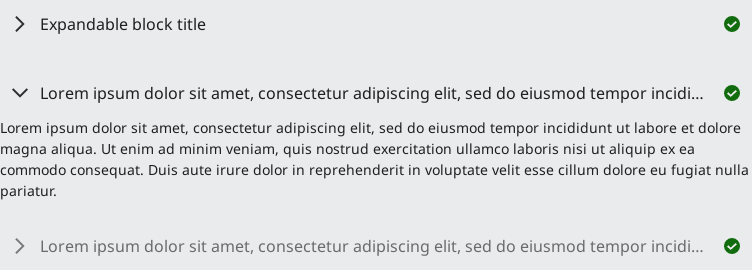 Expandable block title
Lorem ipsum dolor sit amet, consectetur adipiscing elit, sed do eiusmod tempor incidi...
Lorem ipsum dolor sit amet, consectetur adipiscing elit, sed do eiusmod tempor incididunt ut labore et dolore
magna aliqua. Ut enim ad minim veniam, quis nostrud exercitation ullamco laboris nisi ut aliquip ex ea
commodo consequat. Duis aute irure dolor in reprehenderit in voluptate velit esse cillum dolore eu fugiat nulla
pariatur.
Lorem ipsum dolor sit amet, consectetur adipiscing elit, sed do eiusmod tempor incidi...